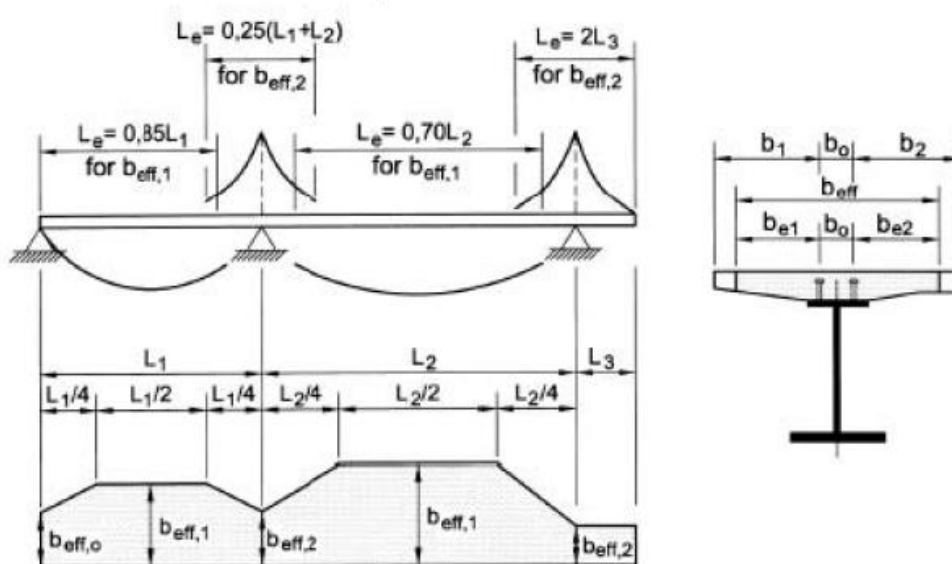 Le= 0,25(L1+L2)
for beff,2
Le= 2L3
for beff,2
Le= 0,85L1
for beff,1
Le= 0,70L2
for beff,1
b1 bo b2
beff
be1 bo be2
L1 L2 L3
L1/4 L1/2 L1/4 L2/4 L2/2 L2/4
beff,o beff,1 beff,2 beff,1 beff,2